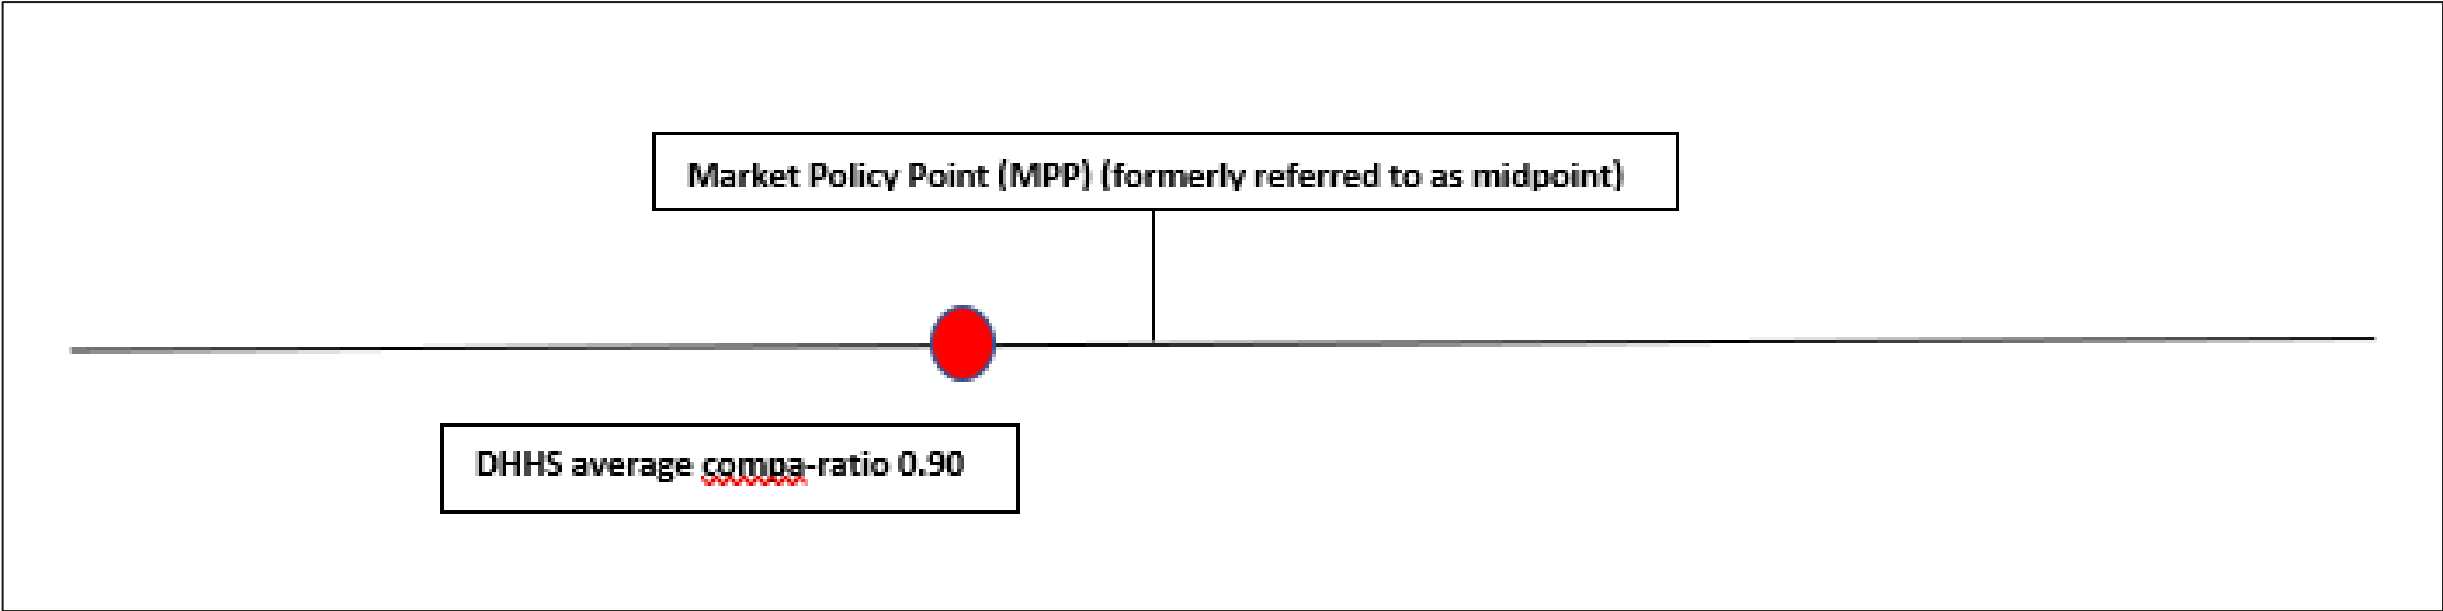 Market Policy Point (MPP) (formerly referred to as midpoint)
DHHS average compa-ratio 0.90